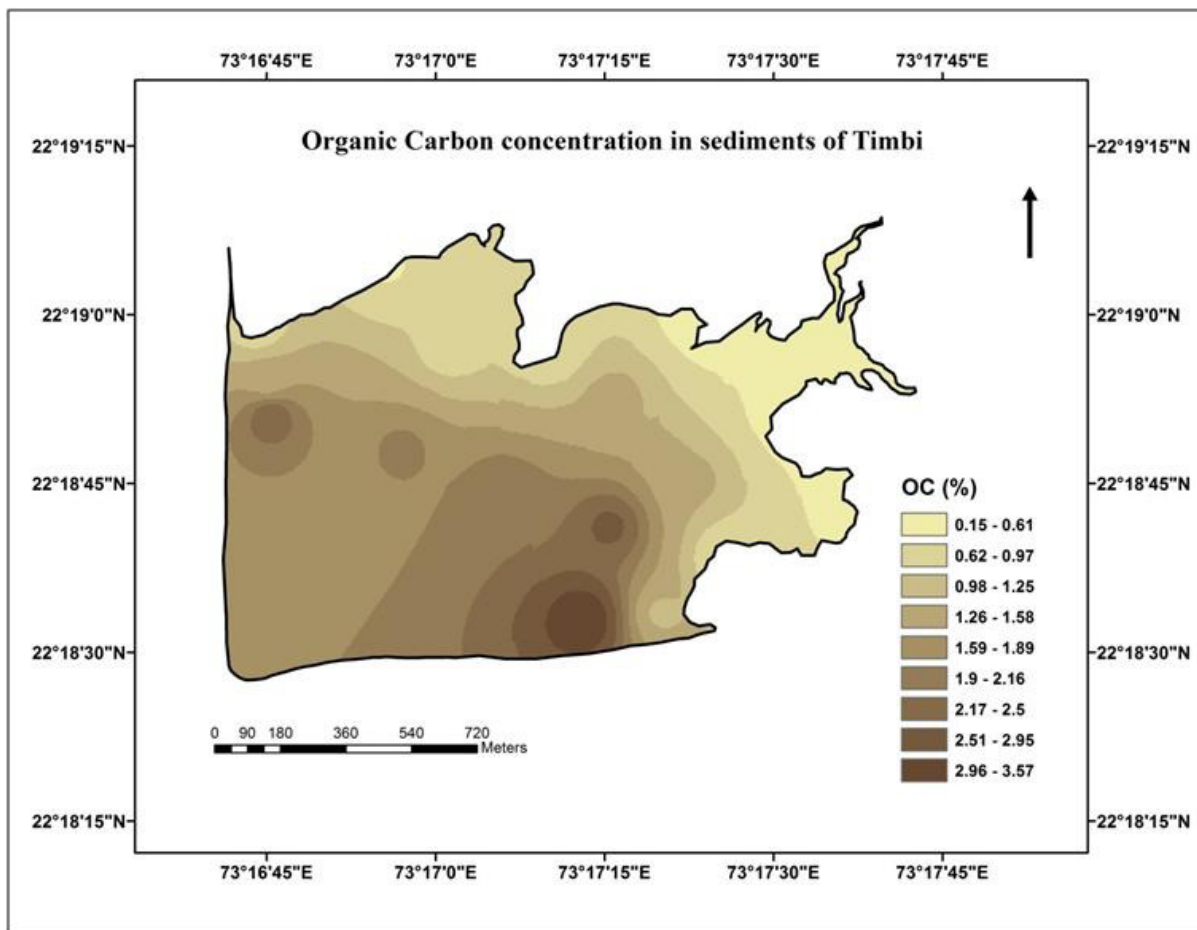 73°16'45"E 73°17'0"E 73°17'15"E 73°17'30"E 73°17'45"E
22°19'15"N 22°19'15"N
Organic Carbon concentration in sediments of Timbi
22°19'0"N 22°19'0"N
22°18'45"N 22°18'45"N
OC (%)
0.15 - 0.61
0.62 - 0.97
0.98 - 1.25
1.26 - 1.58
1.59 - 1.89
1.9 - 2.16
2.17 - 2.5
2.51 - 2.95
2.96 - 3.57
22°18'30"N 22°18'30"N
0 90 180 360 540 720
Meters
22°18'15"N 22°18'15"N
73°16'45"E 73°17'0"E 73°17'15"E 73°17'30"E 73°17'45"E